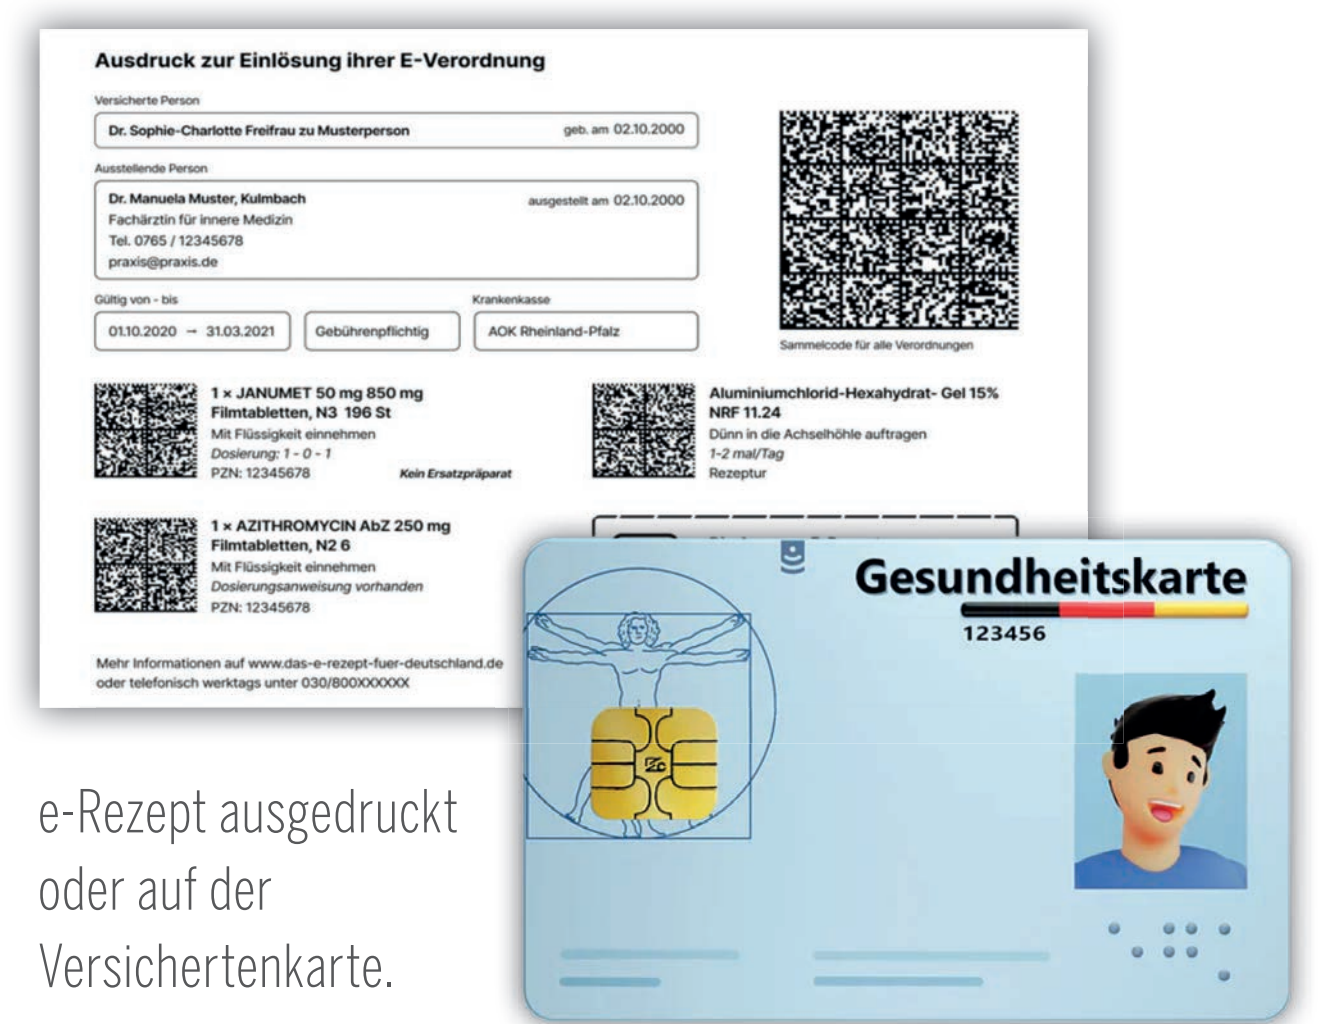 Ausdruck zur Einlösung ihrer E-Verordnung
Versicherte Person
Dr. Sophie-Charlotte Freifrau zu Musterperson geb. am 02.10.2000
Ausstellende Person
Dr. Manuela Muster, Kulmbach ausgestellt am 02.10.2000
Fachärztin für innere Medizin
Tel. 0765 / 12345678
praxis@praxis.de
Gültig von - bis
01.10.2020 → 31.03.2021
Gebührenpflichtig
Krankenkasse
AOK Rheinland-Pfalz
Sammelcode für alle Verordnungen
1 × JANUMET 50 mg 850 mg
Filmtabletten, N3 196 St
Mit Flüssigkeit einnehmen
Dosierung: 1 - 0 - 1
PZN: 12345678 Kein Ersatzpräparat
Aluminiumchlorid-Hexahydrat- Gel 15%
NRF 11.24
Dünn in die Achselhöhle auftragen
1-2 mal/Tag
Rezeptur
1 × AZITHROMYCIN AbZ 250 mg
Filmtabletten, N2 6
Mit Flüssigkeit einnehmen
Dosierungsanweisung vorhanden
PZN: 12345678
Mehr Informationen auf www.das-e-rezept-fuer-deutschland.de
oder telefonisch werktags unter 030/800XXXXXX
Gesundheitskarte
123456
e-Rezept ausgedruckt
oder auf der
Versichertenkarte.